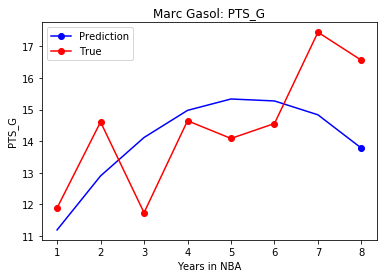 Marc Gasol: PTS_G
Prediction
True
PTS_G
17
16
15
14
13
12
11
1 2 3 4 5 6 7 8
Years in NBA